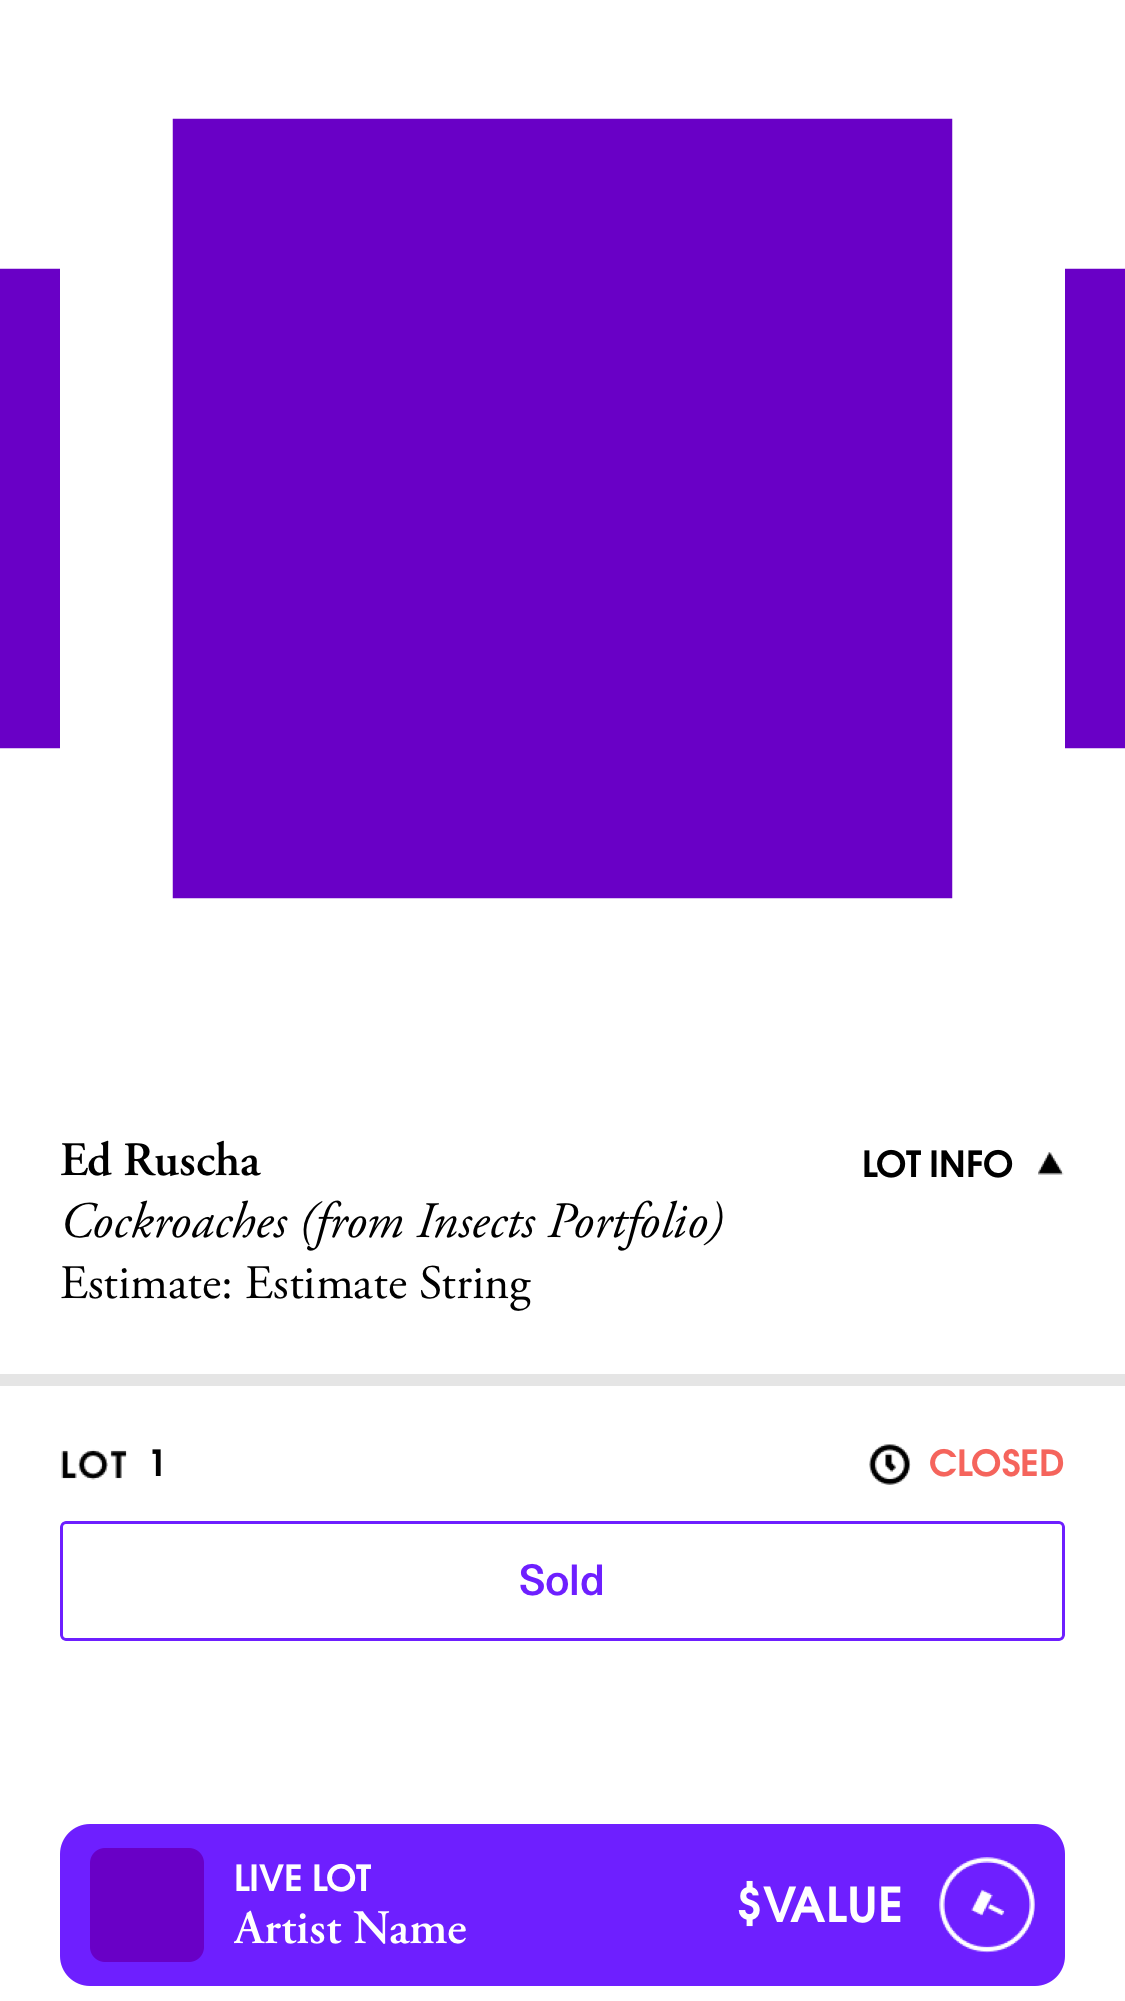 Ed Ruscha
LOT INFO
Cockroaches (from Insects Portfolio)
Estimate: Estimate String
LOT 1
CLOSED
Sold
LIVE LOT
Artist Name
$VALUE